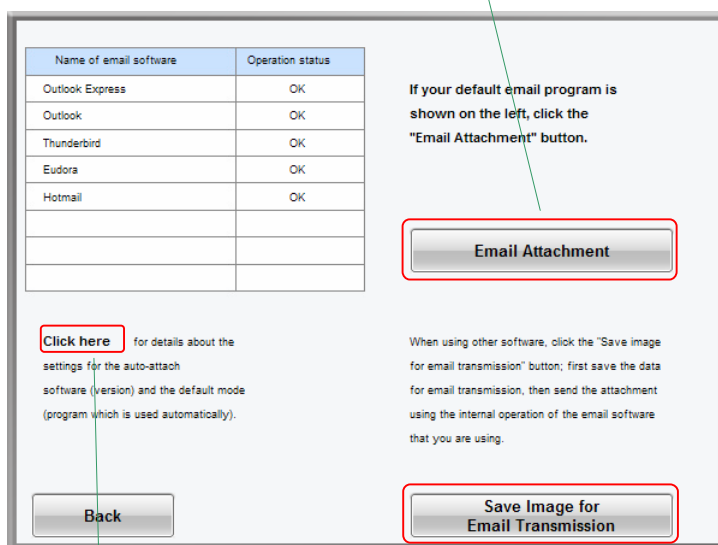 Name of email software Operation status
Outlook Express OK
Outlook OK
Thunderbird OK
Eudora OK
Hotmail OK
If your default email program is
shown on the left, click the
"Email Attachment" button.
Email Attachment
Click here for details about the
settings for the auto-attach
software (version) and the default mode
(program which is used automatically).
When using other software, click the "Save image
for email transmission" button; first save the data
for email transmission, then send the attachment
using the internal operation of the email software
that you are using.
Back
Save Image for
Email Transmission